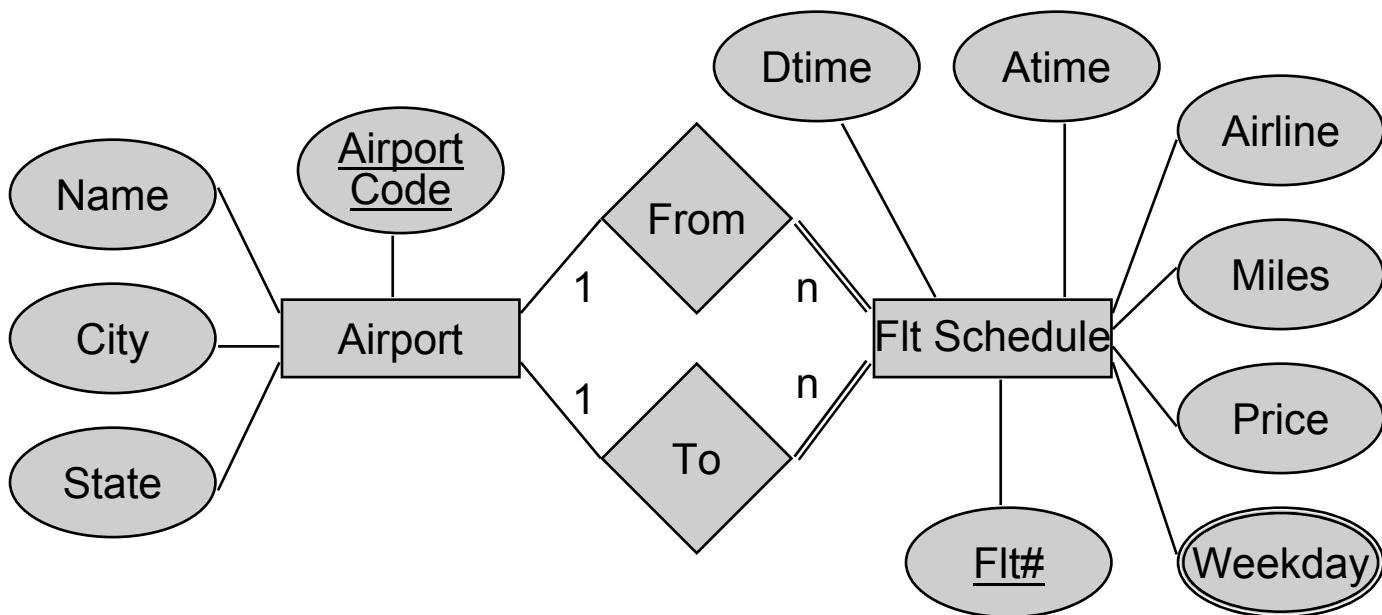 Dtime
Atime
Airline
Airport
Code
Name
From
Miles
1
n
City
Airport
Flt Schedule
1
n
Price
State
To
Flt#
Weekday